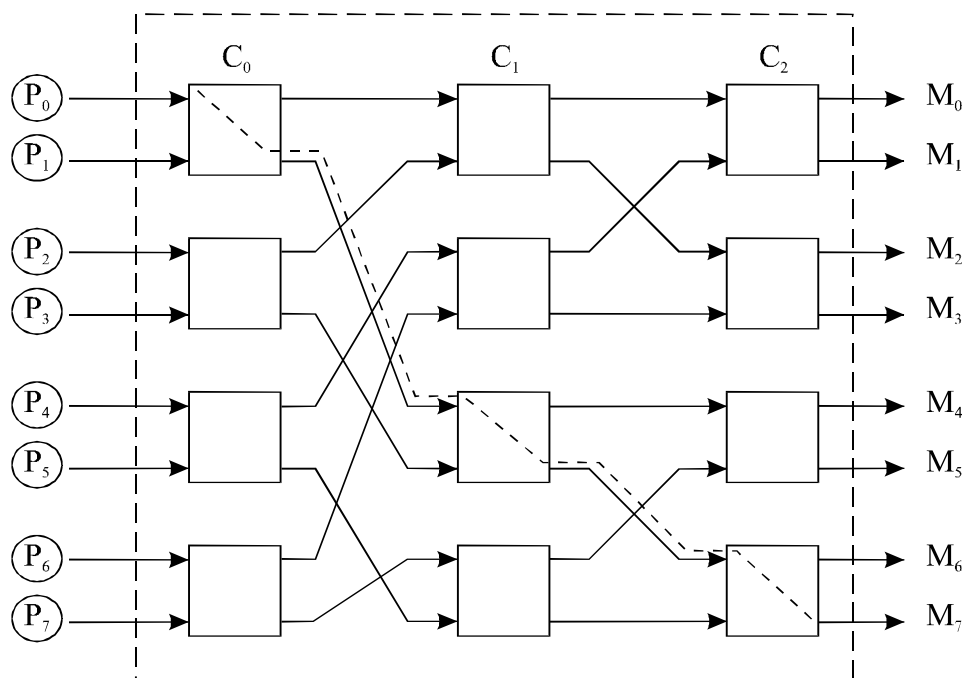 C₀ C₁ C₂
P₀ M₀
P₁ M₁
P₂ M₂
P₃ M₃
P₄ M₄
P₅ M₅
P₆ M₆
P₇ M₇